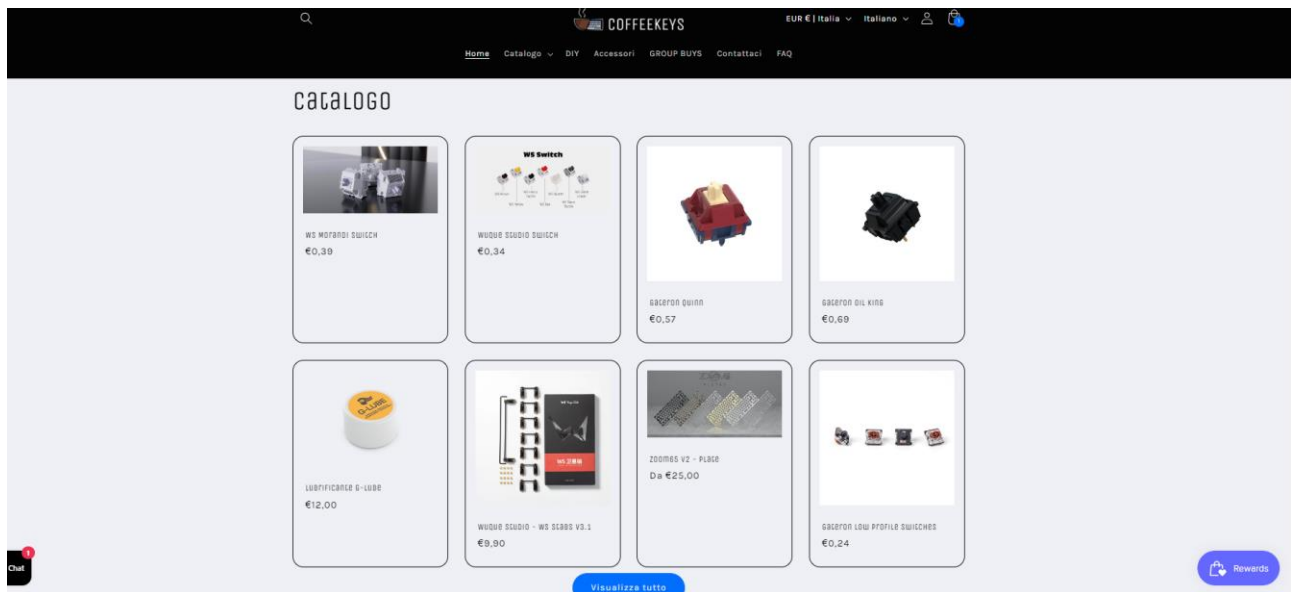 COFFEEKEYS
EUR € | Italia
Italiano
1
Home
Catalogo
DIY
Accessori
GROUP BUYS
Contattaci
FAQ
Catalogo
WS Switch
WS Morandi Switch
€0,39
Wuque Studio Switch
€0,34
Gateron Quinn
€0,57
Gateron Oil King
€0,69
G-LUBE
Lubrificante G-Lube
€12,00
Wuque Studio - WS Stabs V3.1
€9,90
Zoom65 V2 - Plate
Da €25,00
Gateron Low Profile Switches
€0,24
1
Chat
Rewards
Visualizza tutto